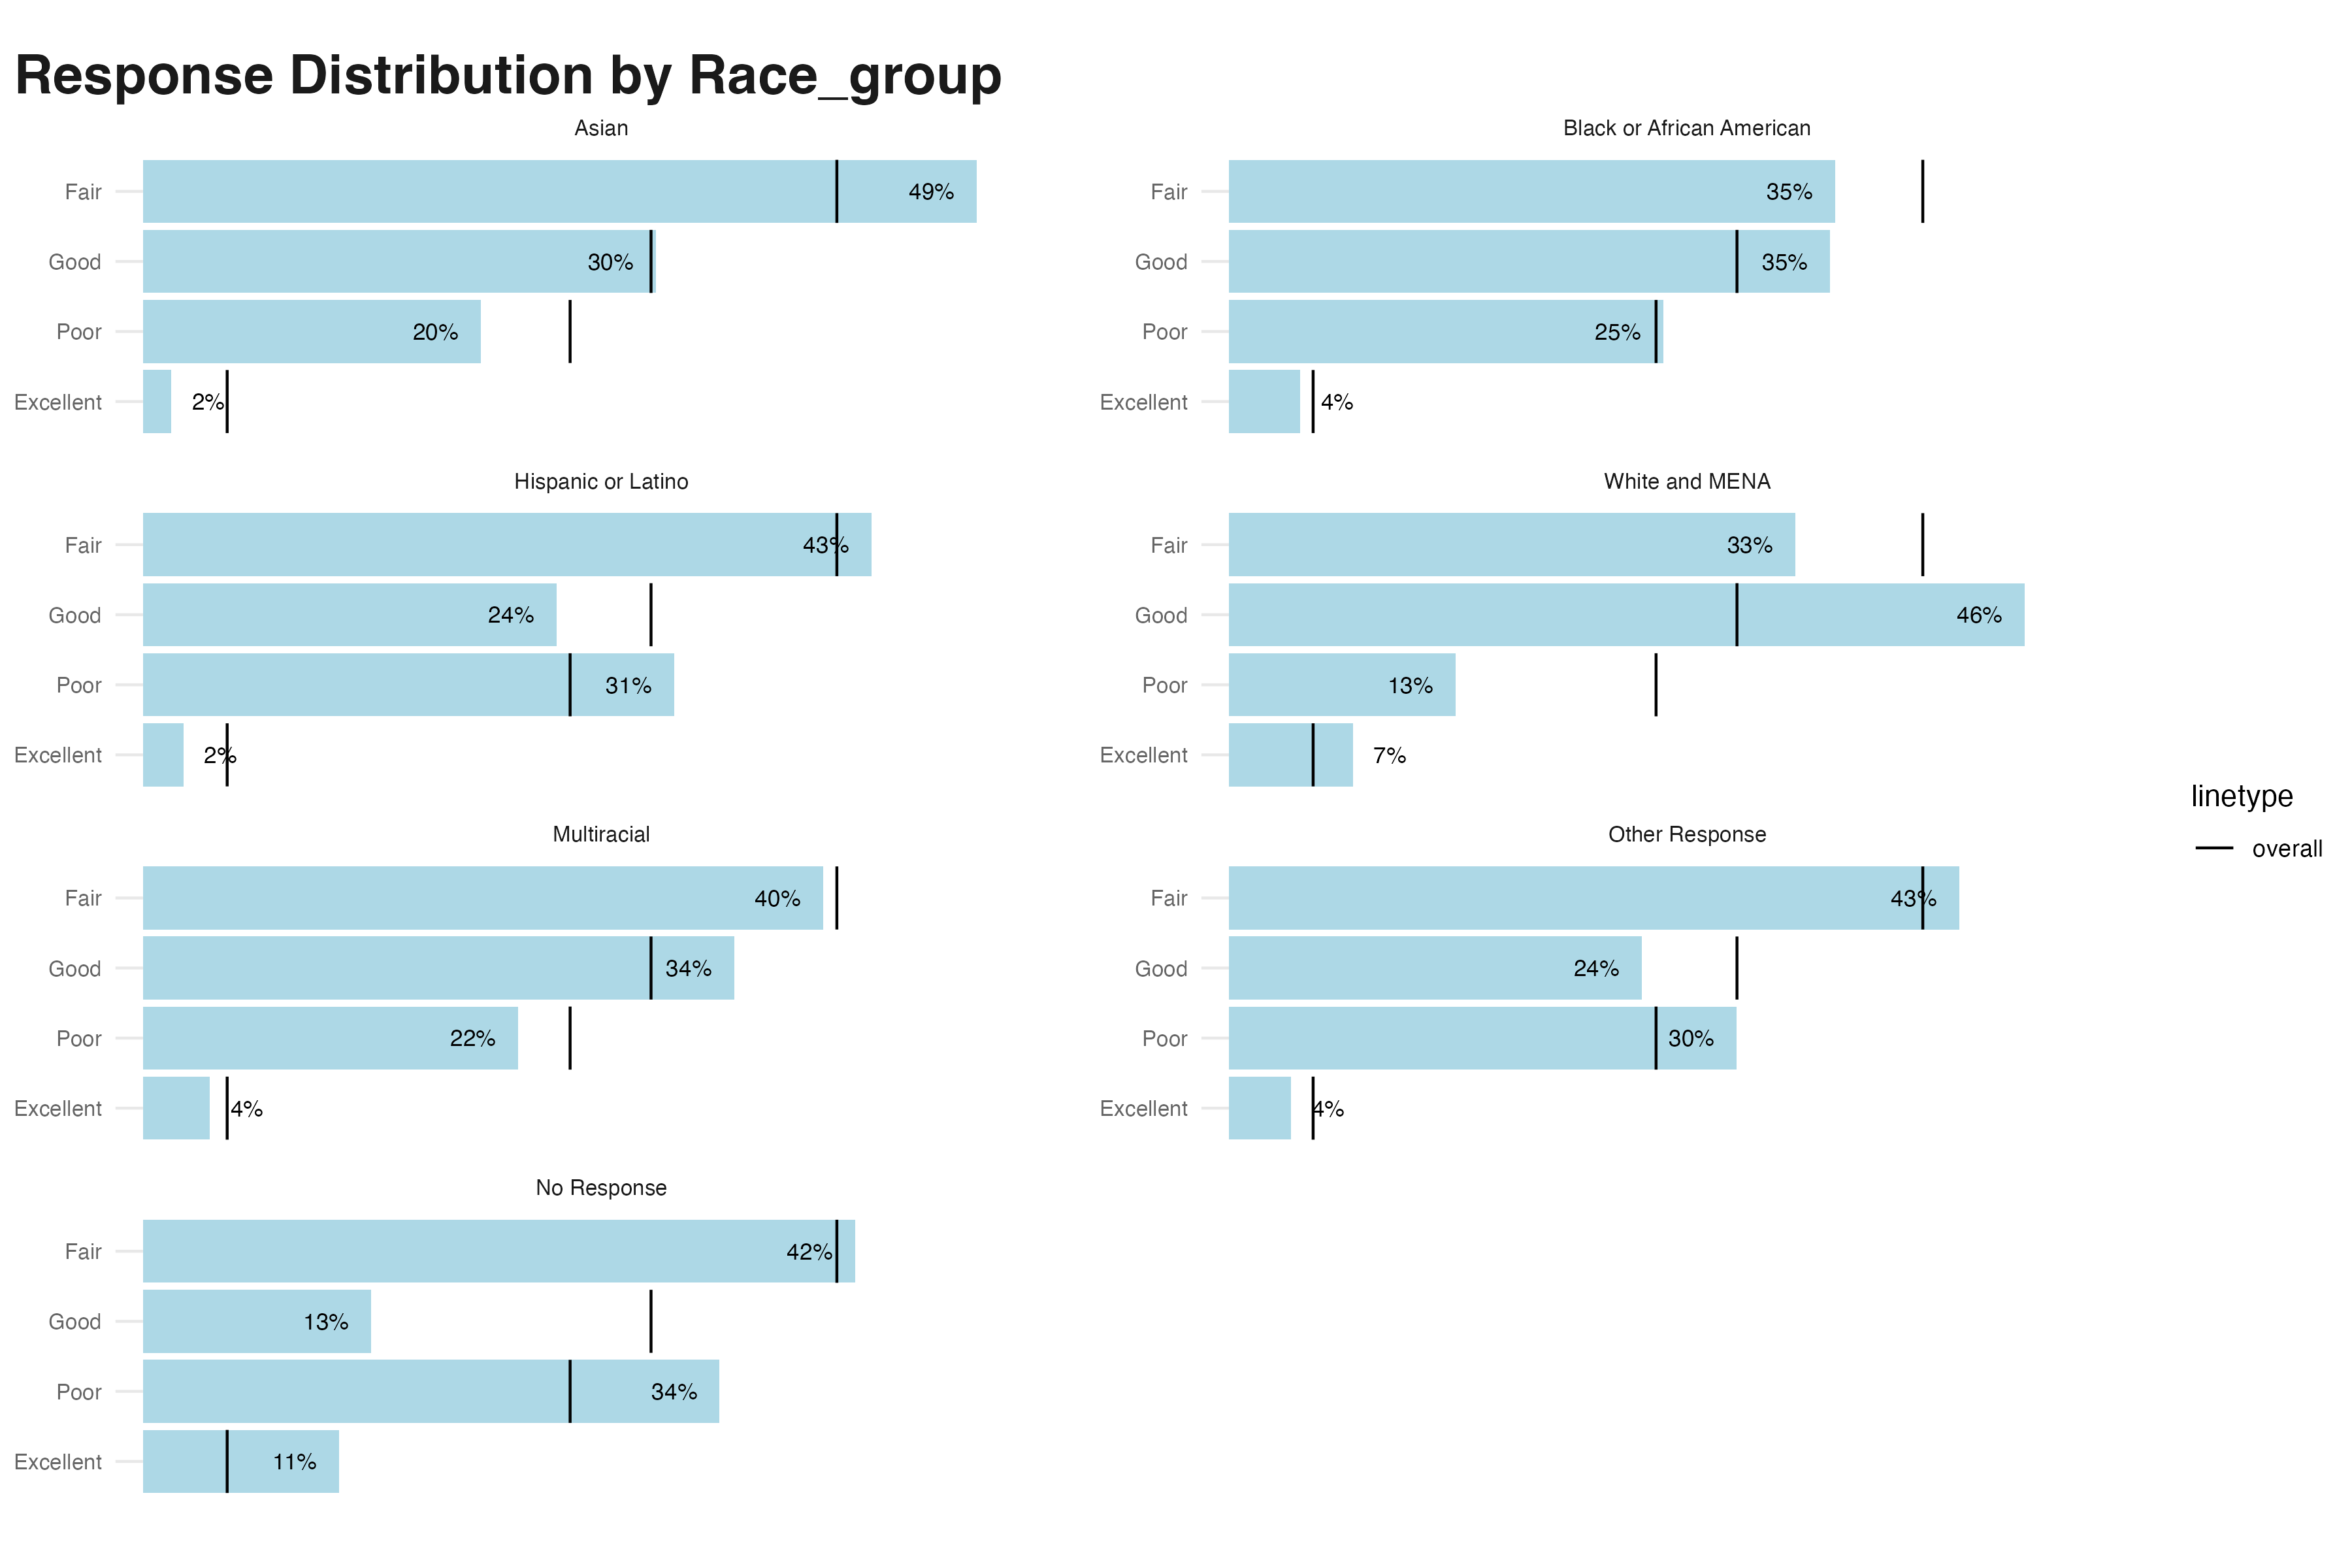 Response Distribution by Race_group
Asian
Fair 49%
Good 30%
Poor 20%
Excellent 2%
Black or African American
Fair 35%
Good 35%
Poor 25%
Excellent 4%
Hispanic or Latino
Fair 43%
Good 24%
Poor 31%
Excellent 2%
White and MENA
Fair 33%
Good 46%
Poor 13%
Excellent 7%
Multiracial
Fair 40%
Good 34%
Poor 22%
Excellent 4%
Other Response
Fair 43%
Good 24%
Poor 30%
Excellent 4%
No Response
Fair 42%
Good 13%
Poor 34%
Excellent 11%
linetype
overall